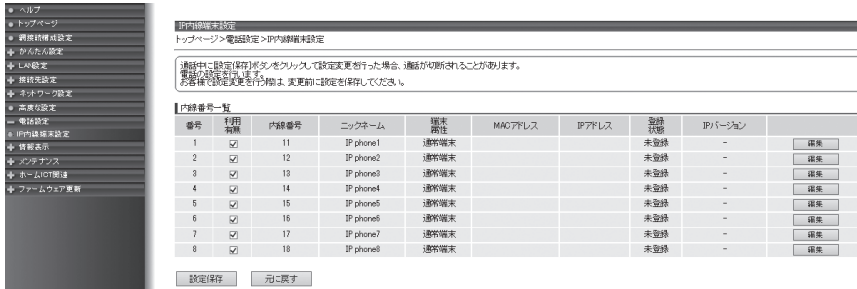 ヘルプ
トップページ
網接続構成設定
かんたん設定
LAN設定
接続先設定
ネットワーク設定
高度な設定
電話設定
IP内線端末設定
情報表示
メンテナンス
ホームICT関連
ファームウェア更新
IP内線端末設定
トップページ>電話設定>IP内線端末設定
通話中に[設定保存]ボタンをクリックして設定変更を行った場合、通話が切断されることがあります。
電話の設定を行います。
お客様で設定変更を行う際は、変更前に設定を保存してください。
内線番号一覧
番号 利用有無 内線番号 ニックネーム 端末属性 MACアドレス IPアドレス 登録状態 IPバージョン
1 11 IP phone1 通常端末 未登録 - 編集
2 12 IP phone2 通常端末 未登録 - 編集
3 13 IP phone3 通常端末 未登録 - 編集
4 14 IP phone4 通常端末 未登録 - 編集
5 15 IP phone5 通常端末 未登録 - 編集
6 16 IP phone6 通常端末 未登録 - 編集
7 17 IP phone7 通常端末 未登録 - 編集
8 18 IP phone8 通常端末 未登録 - 編集
設定保存 元に戻す